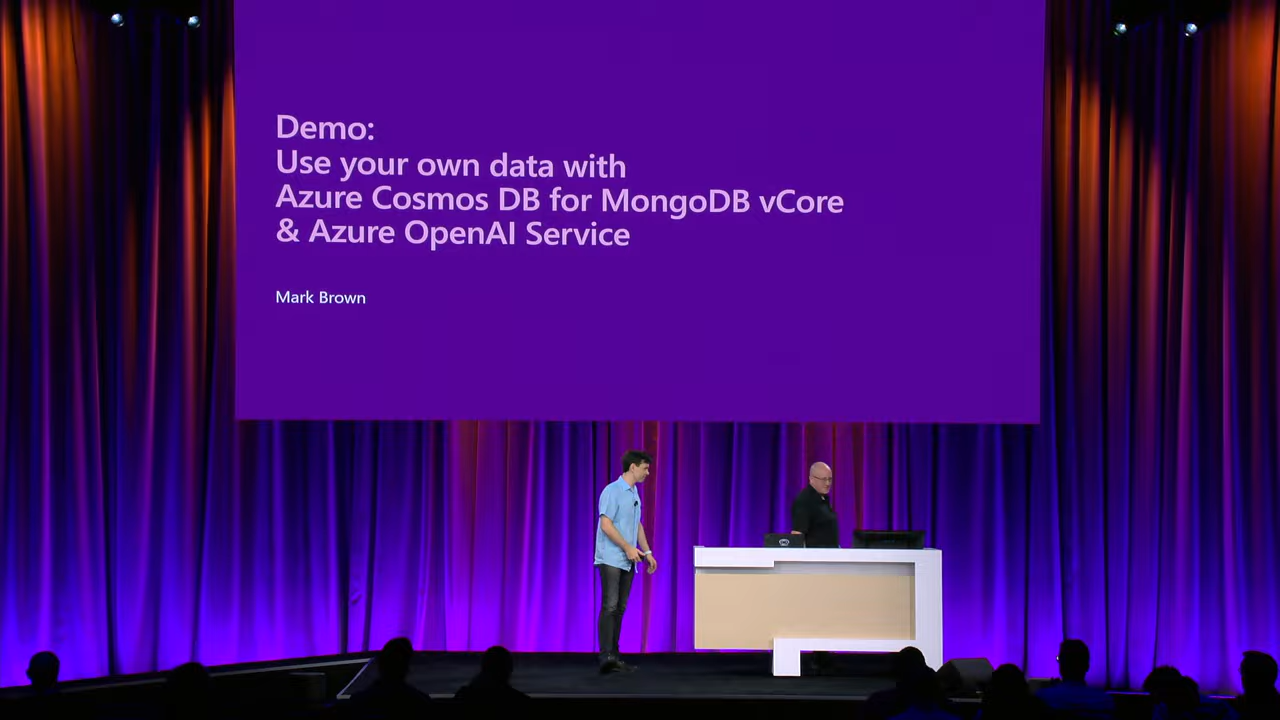 Demo:
Use your own data with
Azure Cosmos DB for MongoDB vCore
& Azure OpenAI Service
Mark Brown